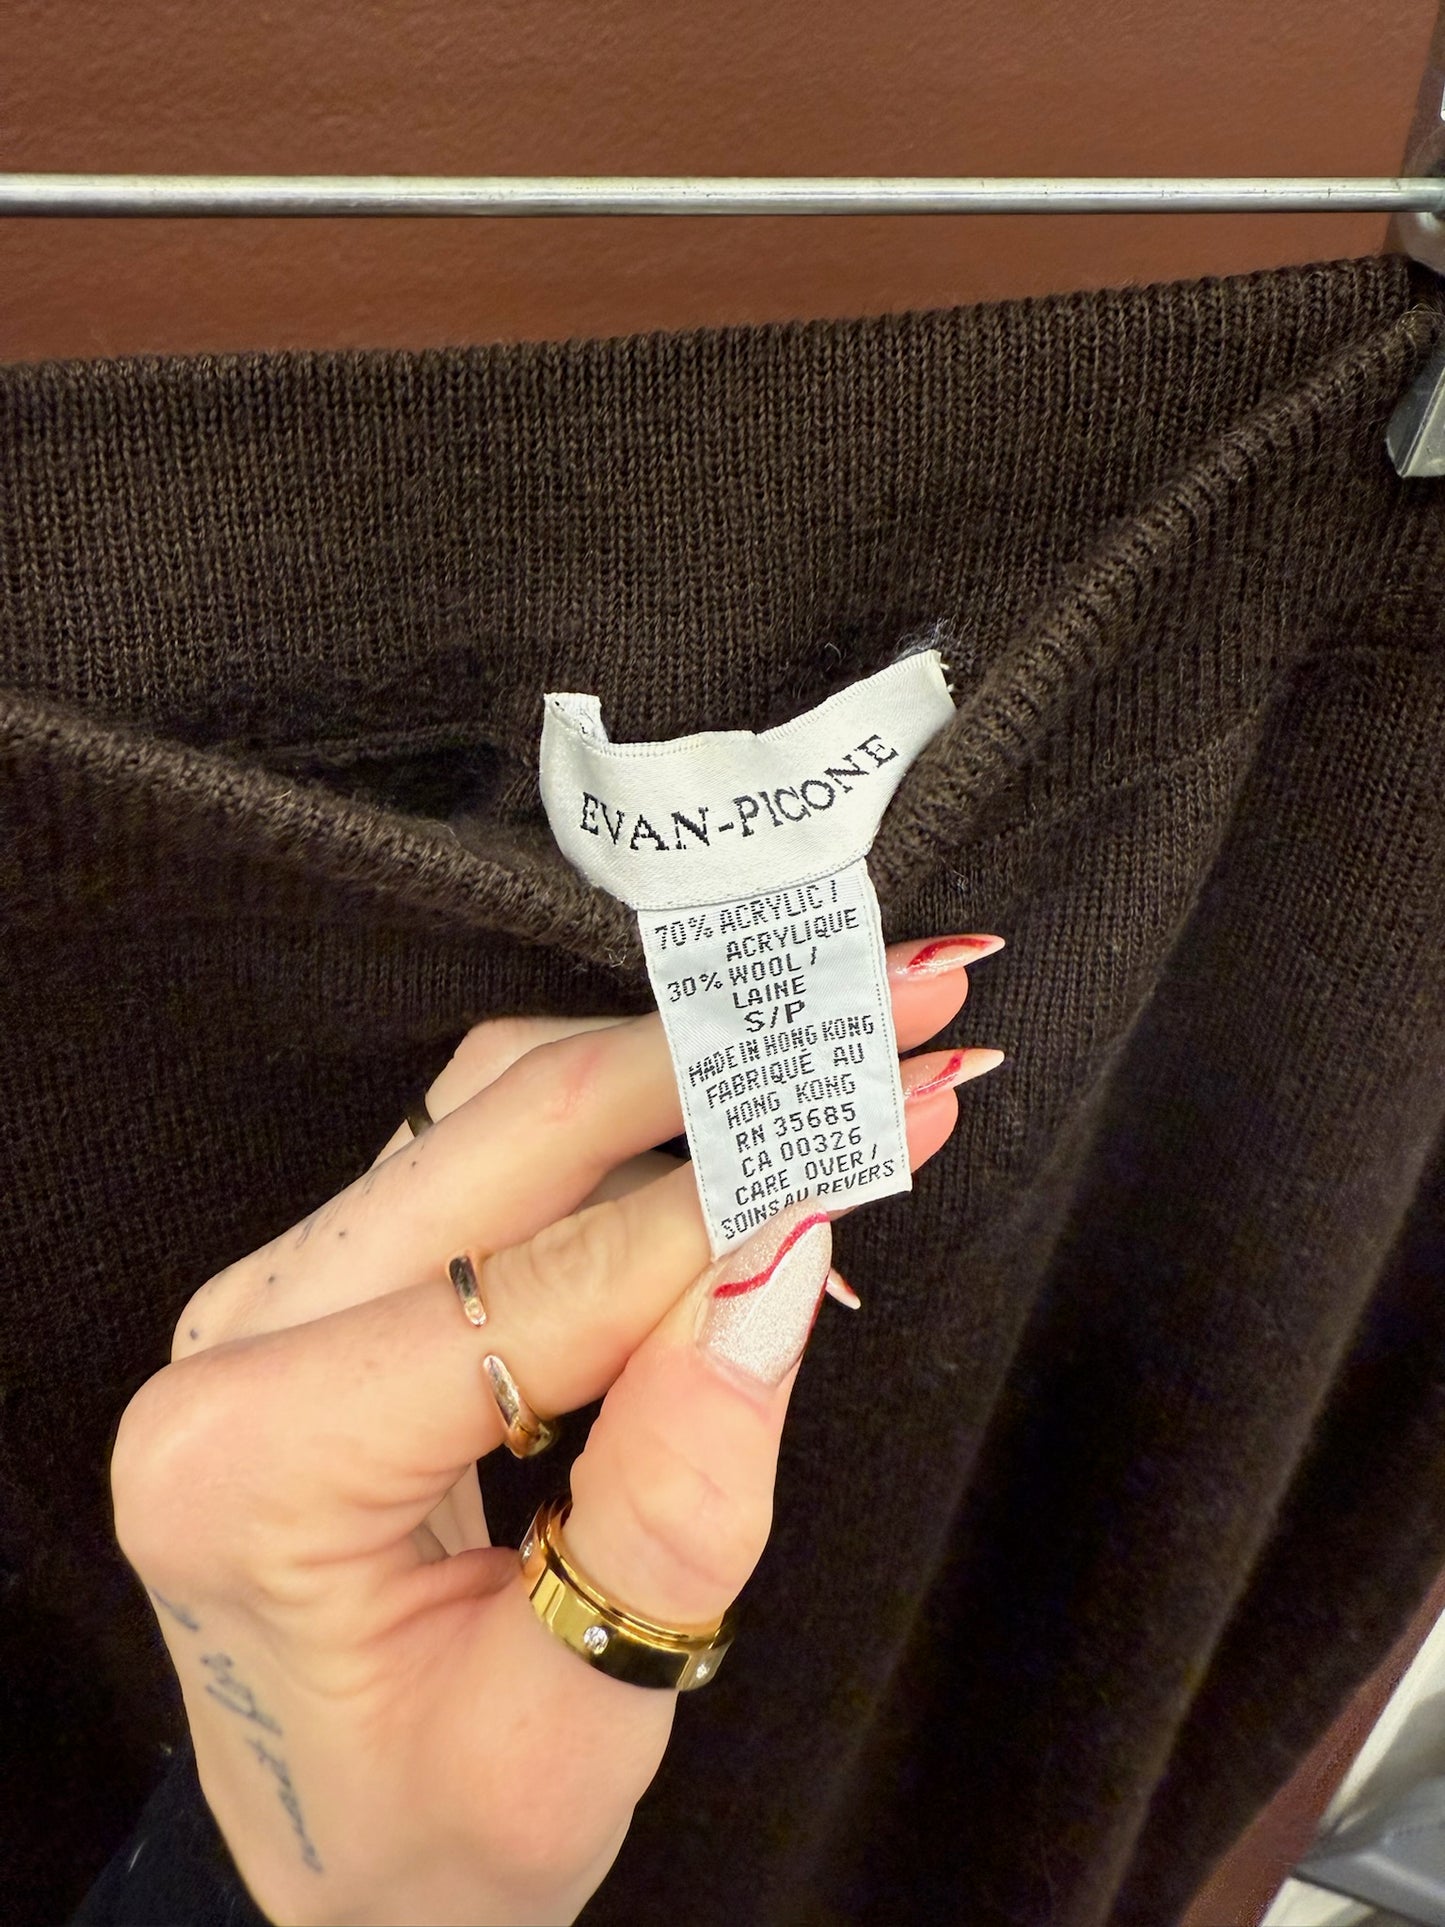 EVAN-PICONE
70% ACRYLIC /
ACRYLIQUE
30% WOOL /
LAINE
S/P
MADE IN HONG KONG
FABRIQUÉ AU
HONG KONG
RN 35685
CA 00326
CARE OVER /
SOINS AU REVERS